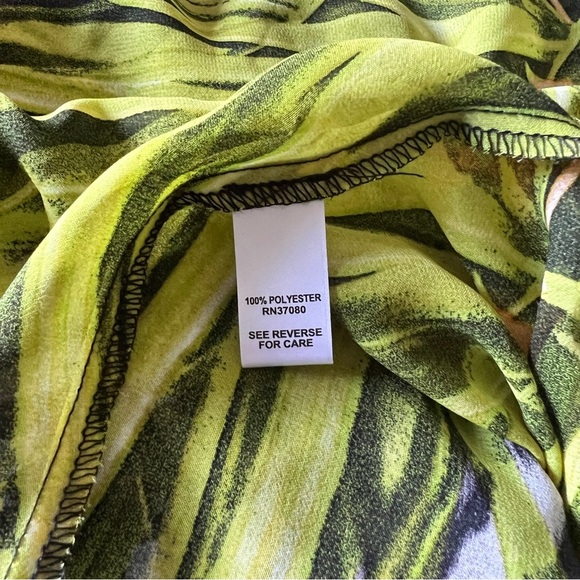 100% POLYESTER
RN37080
SEE REVERSE
FOR CARE